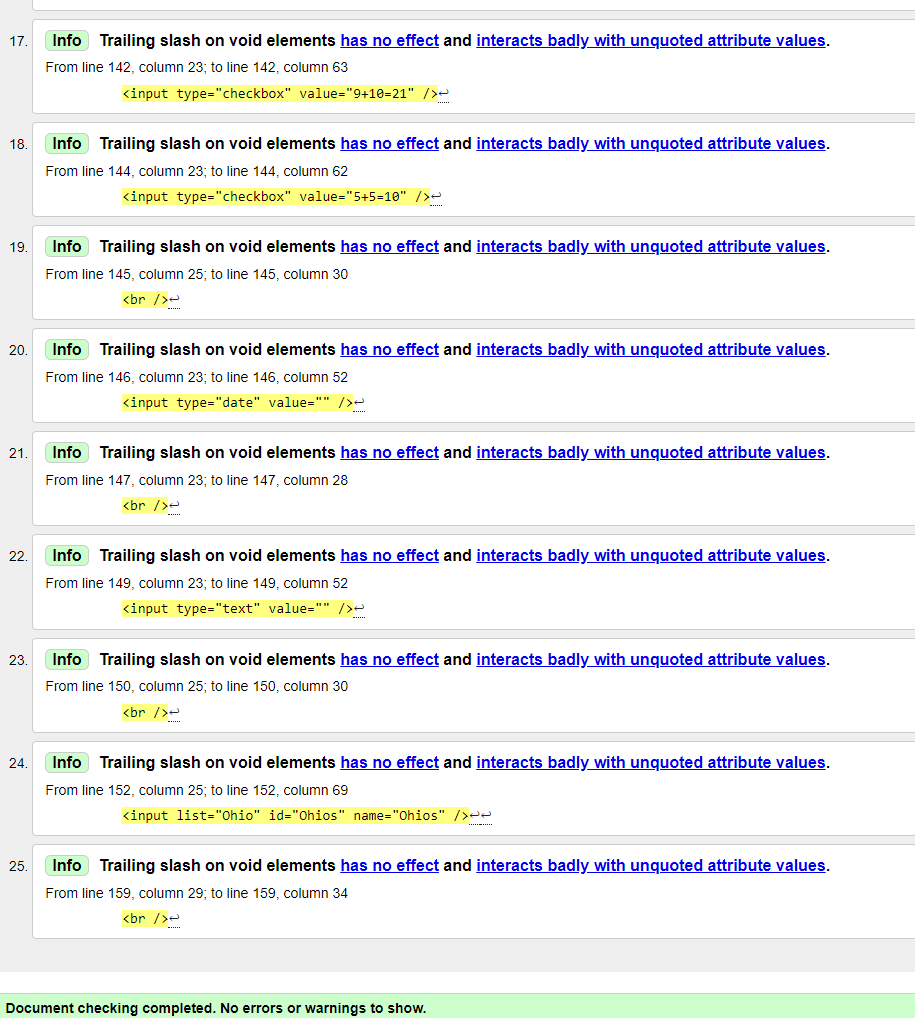 17. Info Trailing slash on void elements has no effect and interacts badly with unquoted attribute values.
From line 142, column 23; to line 142, column 63
<input type="checkbox" value="9+10=21" />↩
18. Info Trailing slash on void elements has no effect and interacts badly with unquoted attribute values.
From line 144, column 23; to line 144, column 62
<input type="checkbox" value="5+5=10" />↩
19. Info Trailing slash on void elements has no effect and interacts badly with unquoted attribute values.
From line 145, column 25; to line 145, column 30
<br />↩
20. Info Trailing slash on void elements has no effect and interacts badly with unquoted attribute values.
From line 146, column 23; to line 146, column 52
<input type="date" value="" />↩
21. Info Trailing slash on void elements has no effect and interacts badly with unquoted attribute values.
From line 147, column 23; to line 147, column 28
<br />↩
22. Info Trailing slash on void elements has no effect and interacts badly with unquoted attribute values.
From line 149, column 23; to line 149, column 52
<input type="text" value="" />↩
23. Info Trailing slash on void elements has no effect and interacts badly with unquoted attribute values.
From line 150, column 25; to line 150, column 30
<br />↩
24. Info Trailing slash on void elements has no effect and interacts badly with unquoted attribute values.
From line 152, column 25; to line 152, column 69
<input list="Ohio" id="Ohios" name="Ohios" />↩↩
25. Info Trailing slash on void elements has no effect and interacts badly with unquoted attribute values.
From line 159, column 29; to line 159, column 34
<br />↩
Document checking completed. No errors or warnings to show.